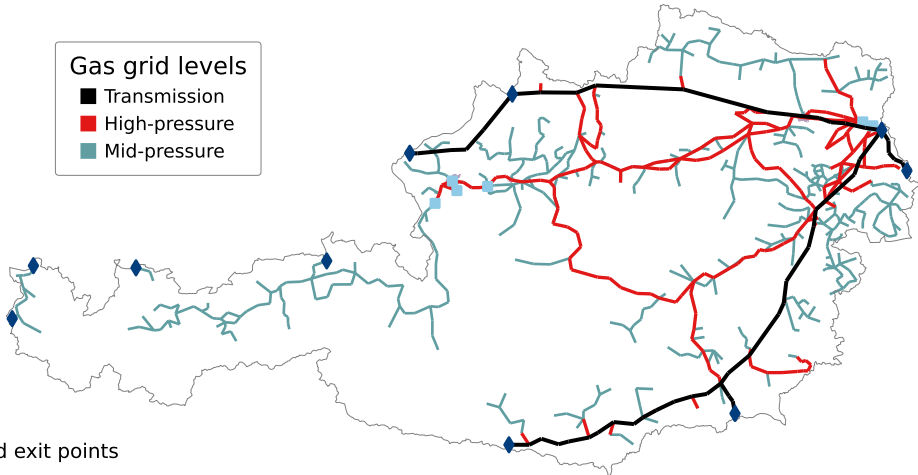 Gas grid levels
Transmission
High-pressure
Mid-pressure
exit points